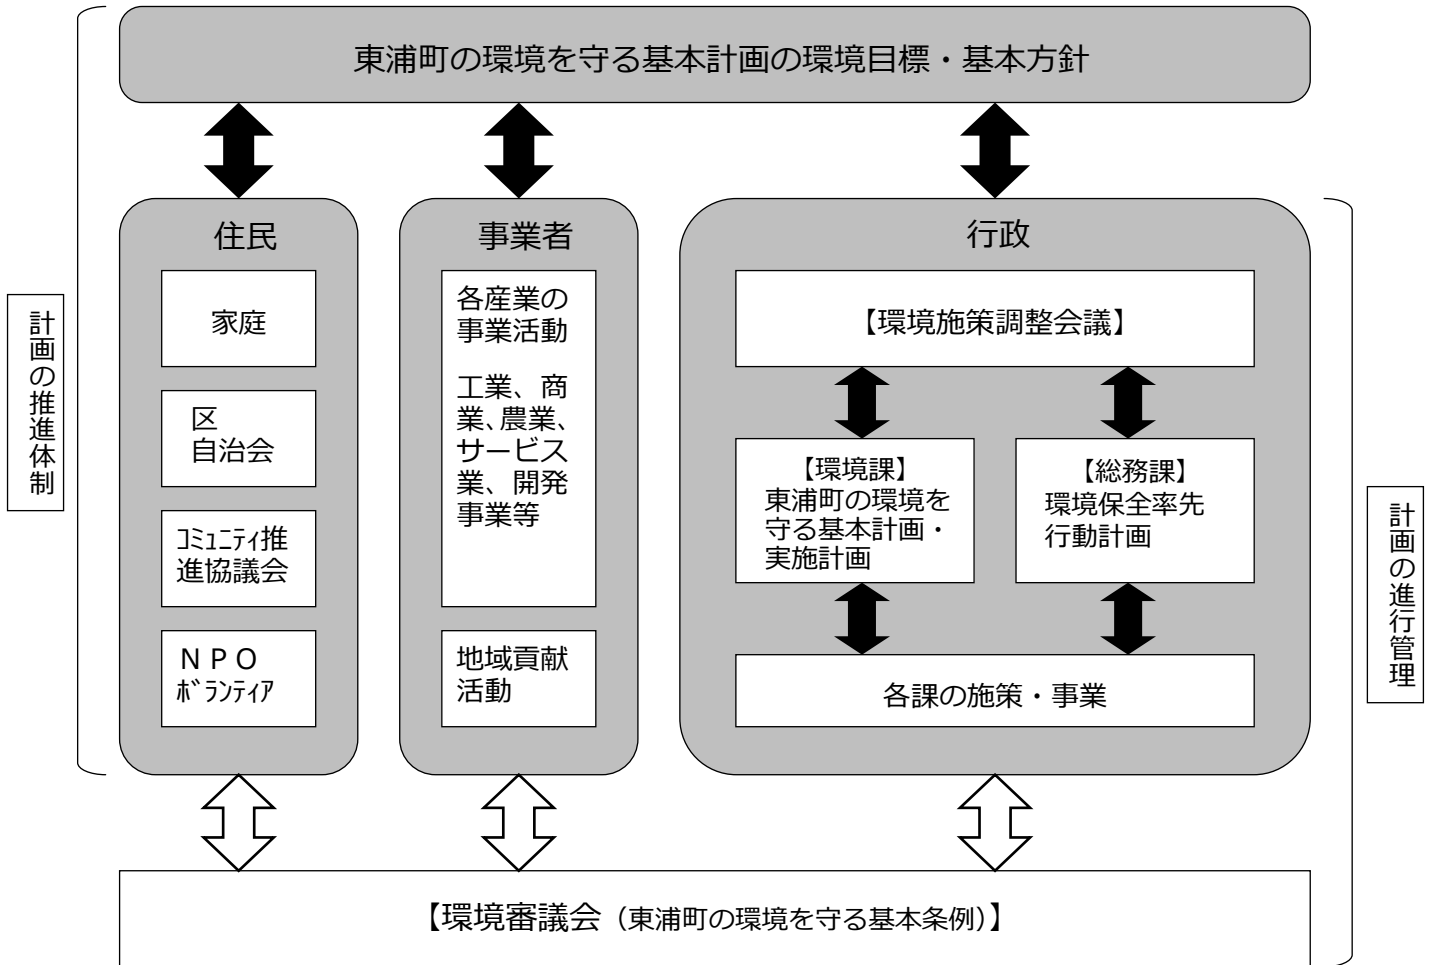 東浦町の環境を守る基本計画の環境目標・基本方針
計画の推進体制
住民
家庭
区
自治会
ｺﾐｭﾆﾃｨ推
進協議会
ＮＰＯ
ﾎﾞﾗﾝﾃｨｱ
事業者
各産業の
事業活動
工業、商
業、農業、
サービス
業、開発
事業等
地域貢献
活動
行政
【環境施策調整会議】
【環境課】
東浦町の環境を
守る基本計画・
実施計画
【総務課】
環境保全率先
行動計画
各課の施策・事業
計画の進行管理
【環境審議会（東浦町の環境を守る基本条例）】